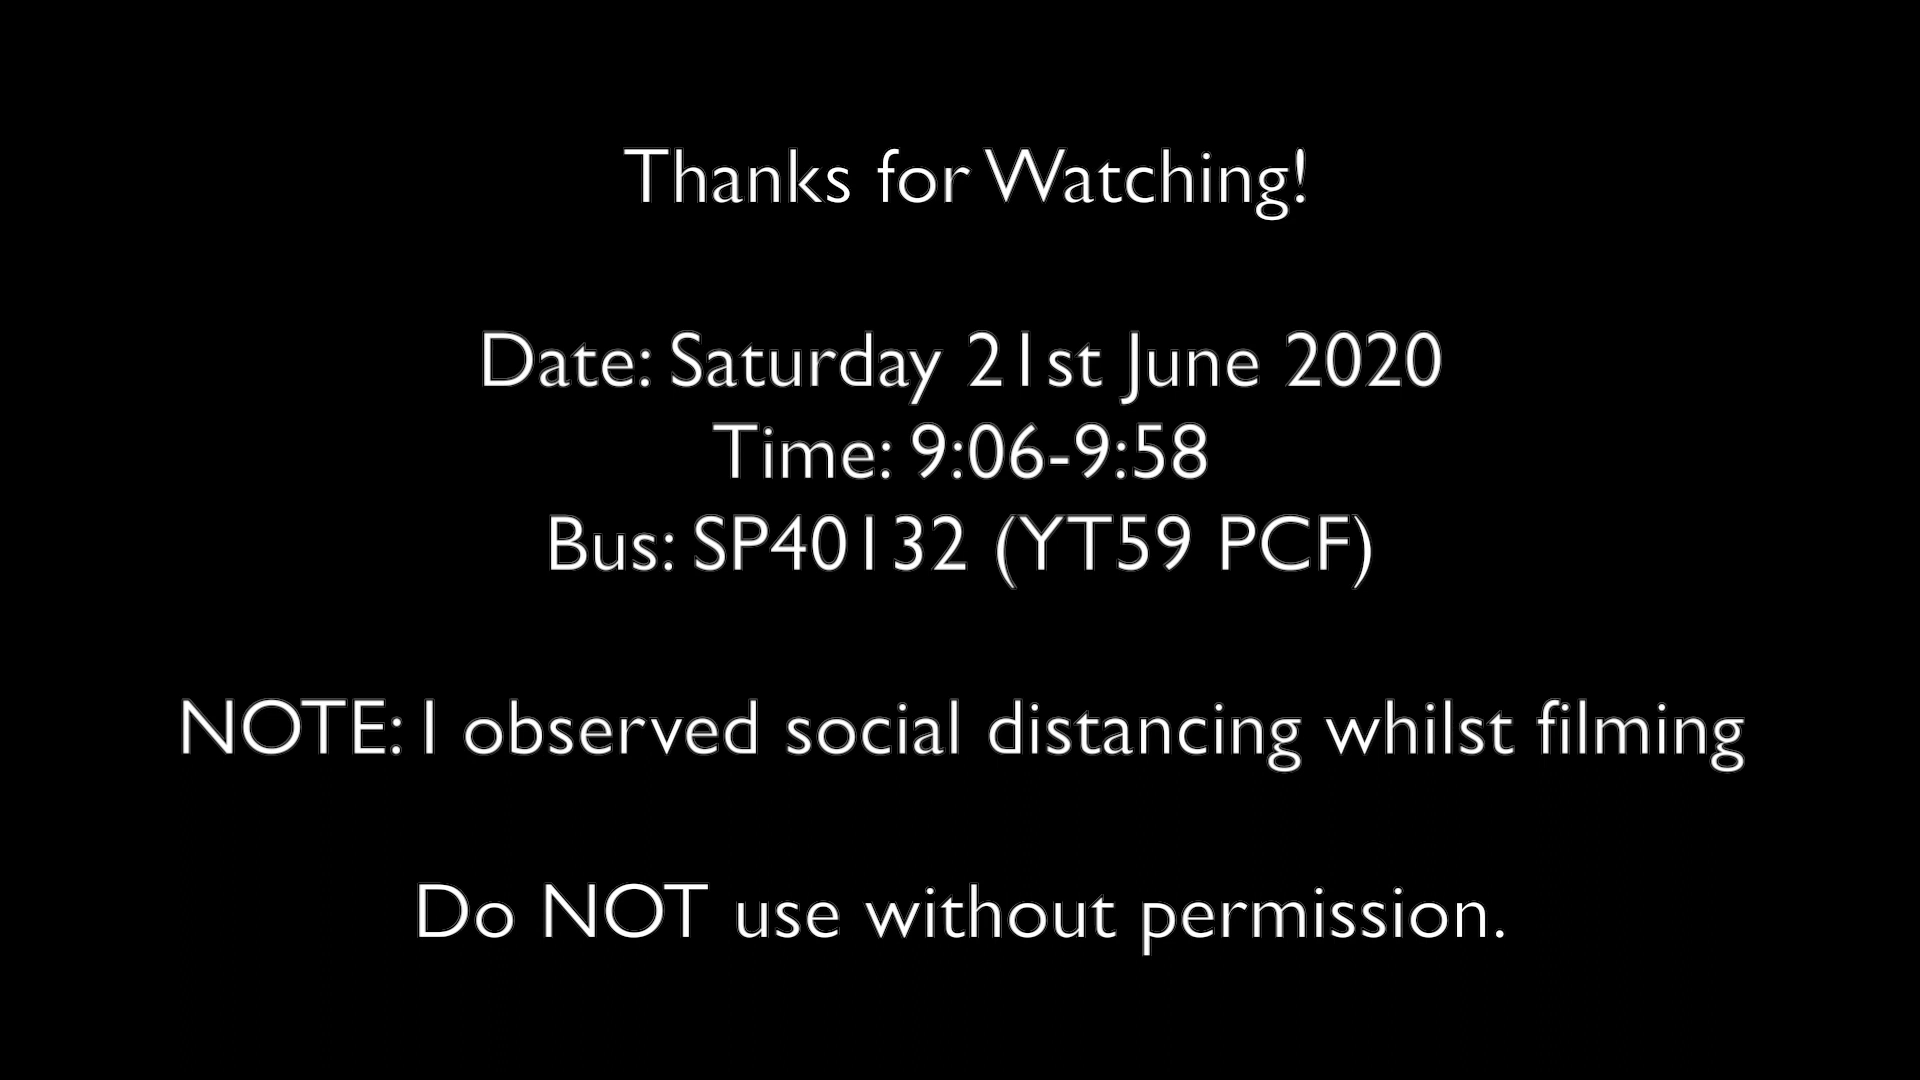 Thanks for Watching!
Date: Saturday 21st June 2020
Time: 9:06-9:58
Bus: SP40132 (YT59 PCF)
NOTE: I observed social distancing whilst filming
Do NOT use without permission.